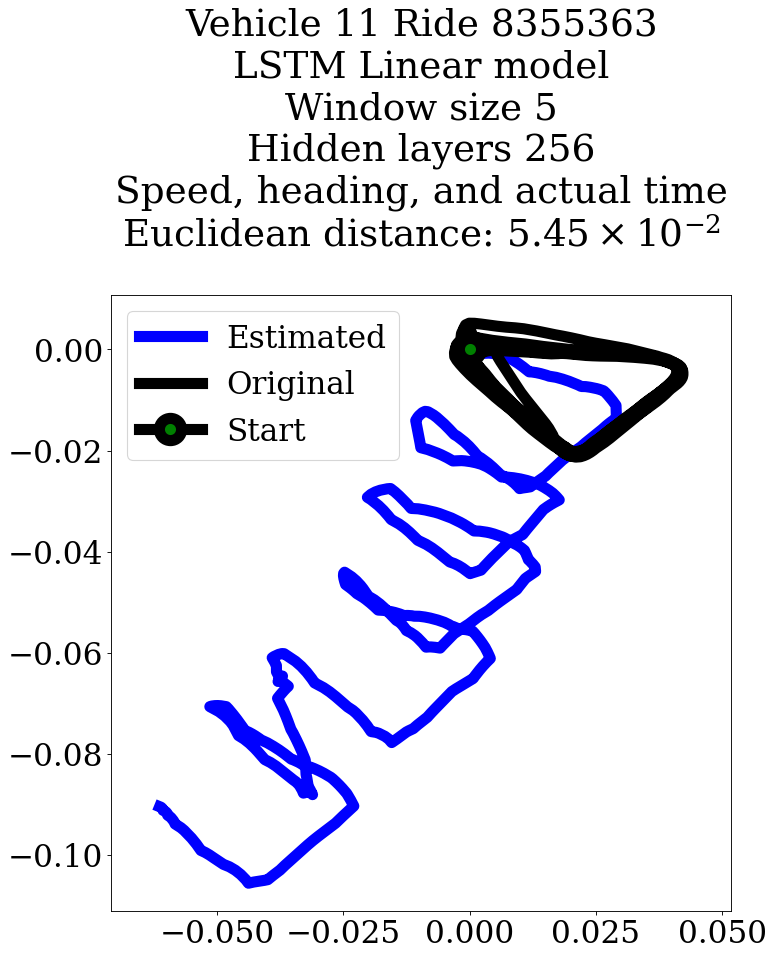 Vehicle 11 Ride 8355363
LSTM Linear model
Window size 5
Hidden layers 256
Speed, heading, and actual time
Euclidean distance: 5.45 × 10⁻²
Estimated
Original
Start
0.00
−0.02
−0.04
−0.06
−0.08
−0.10
−0.050 −0.025 0.000 0.025 0.050